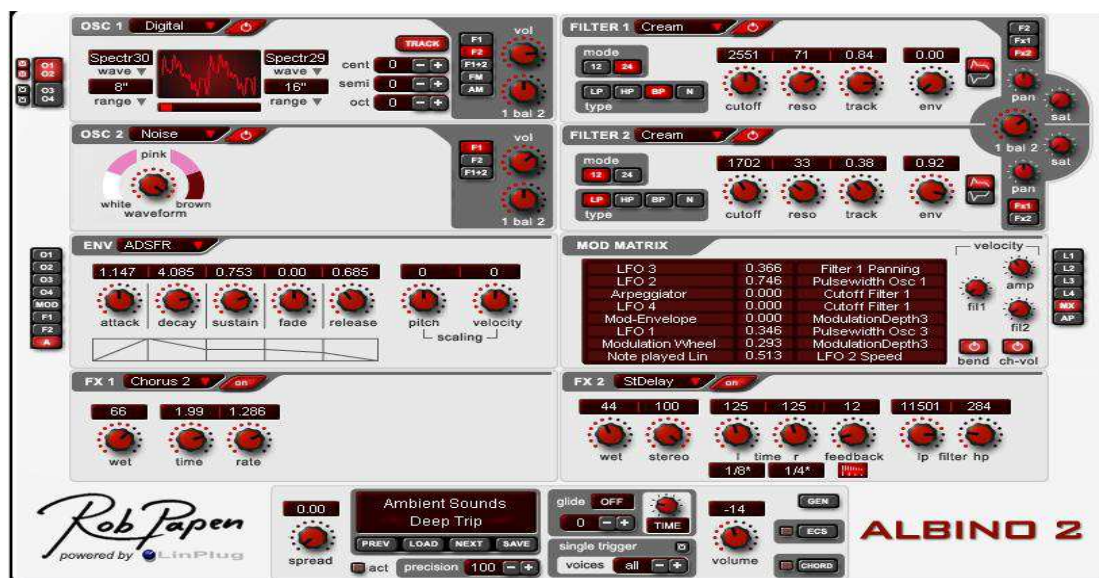 OSC 1 Digital
Spectr30 Spectr29
wave wave
8" 16"
range range
TRACK
cent 0 - +
semi 0 - +
oct 0 - +
F1
F2
F1+2
FM
AM
vol
1 bal 2
O1
O2
O3
O4
FILTER 1 Cream
mode
12 24
LP HP BP N
type
2551 71 0.84 0.00
cutoff reso track env
F2
Fx1
Fx2
pan
sat
1 bal 2
OSC 2 Noise
pink
white brown
waveform
F1
F2
F1+2
vol
1 bal 2
FILTER 2 Cream
mode
12 24
LP HP BP N
type
1702 33 0.38 0.92
cutoff reso track env
sat
pan
Fx1
Fx2
O1
O2
O3
O4
MOD
F1
F2
A
ENV ADSFR
1.147 4.085 0.753 0.00 0.685 0 0
attack decay sustain fade release pitch velocity
scaling
MOD MATRIX
LFO 3 0.366 Filter 1 Panning
LFO 2 0.746 Pulsewidth Osc 1
Arpeggiator 0.000 Cutoff Filter 1
LFO 4 0.000 Cutoff Filter 1
Mod-Envelope 0.000 ModulationDepth3
LFO 1 0.346 Pulsewidth Osc 3
Modulation Wheel 0.293 ModulationDepth3
Note played Lin 0.513 LFO 2 Speed
velocity
amp
fil1
fil2
bend ch-vol
L1
L2
L3
L4
MX
AP
FX 1 Chorus 2 on
66 1.99 1.286
wet time rate
FX 2 StDelay on
44 100 125 125 12 11501 284
wet stereo l time r feedback lp filter hp
1/8* 1/4*
Rob Papen
powered by LinPlug
0.00
spread
Ambient Sounds
Deep Trip
PREV LOAD NEXT SAVE
act precision 100 - +
glide OFF
0 - + TIME
single trigger
voices all - +
-14
volume
GEN
ECS
CHORD
ALBINO 2